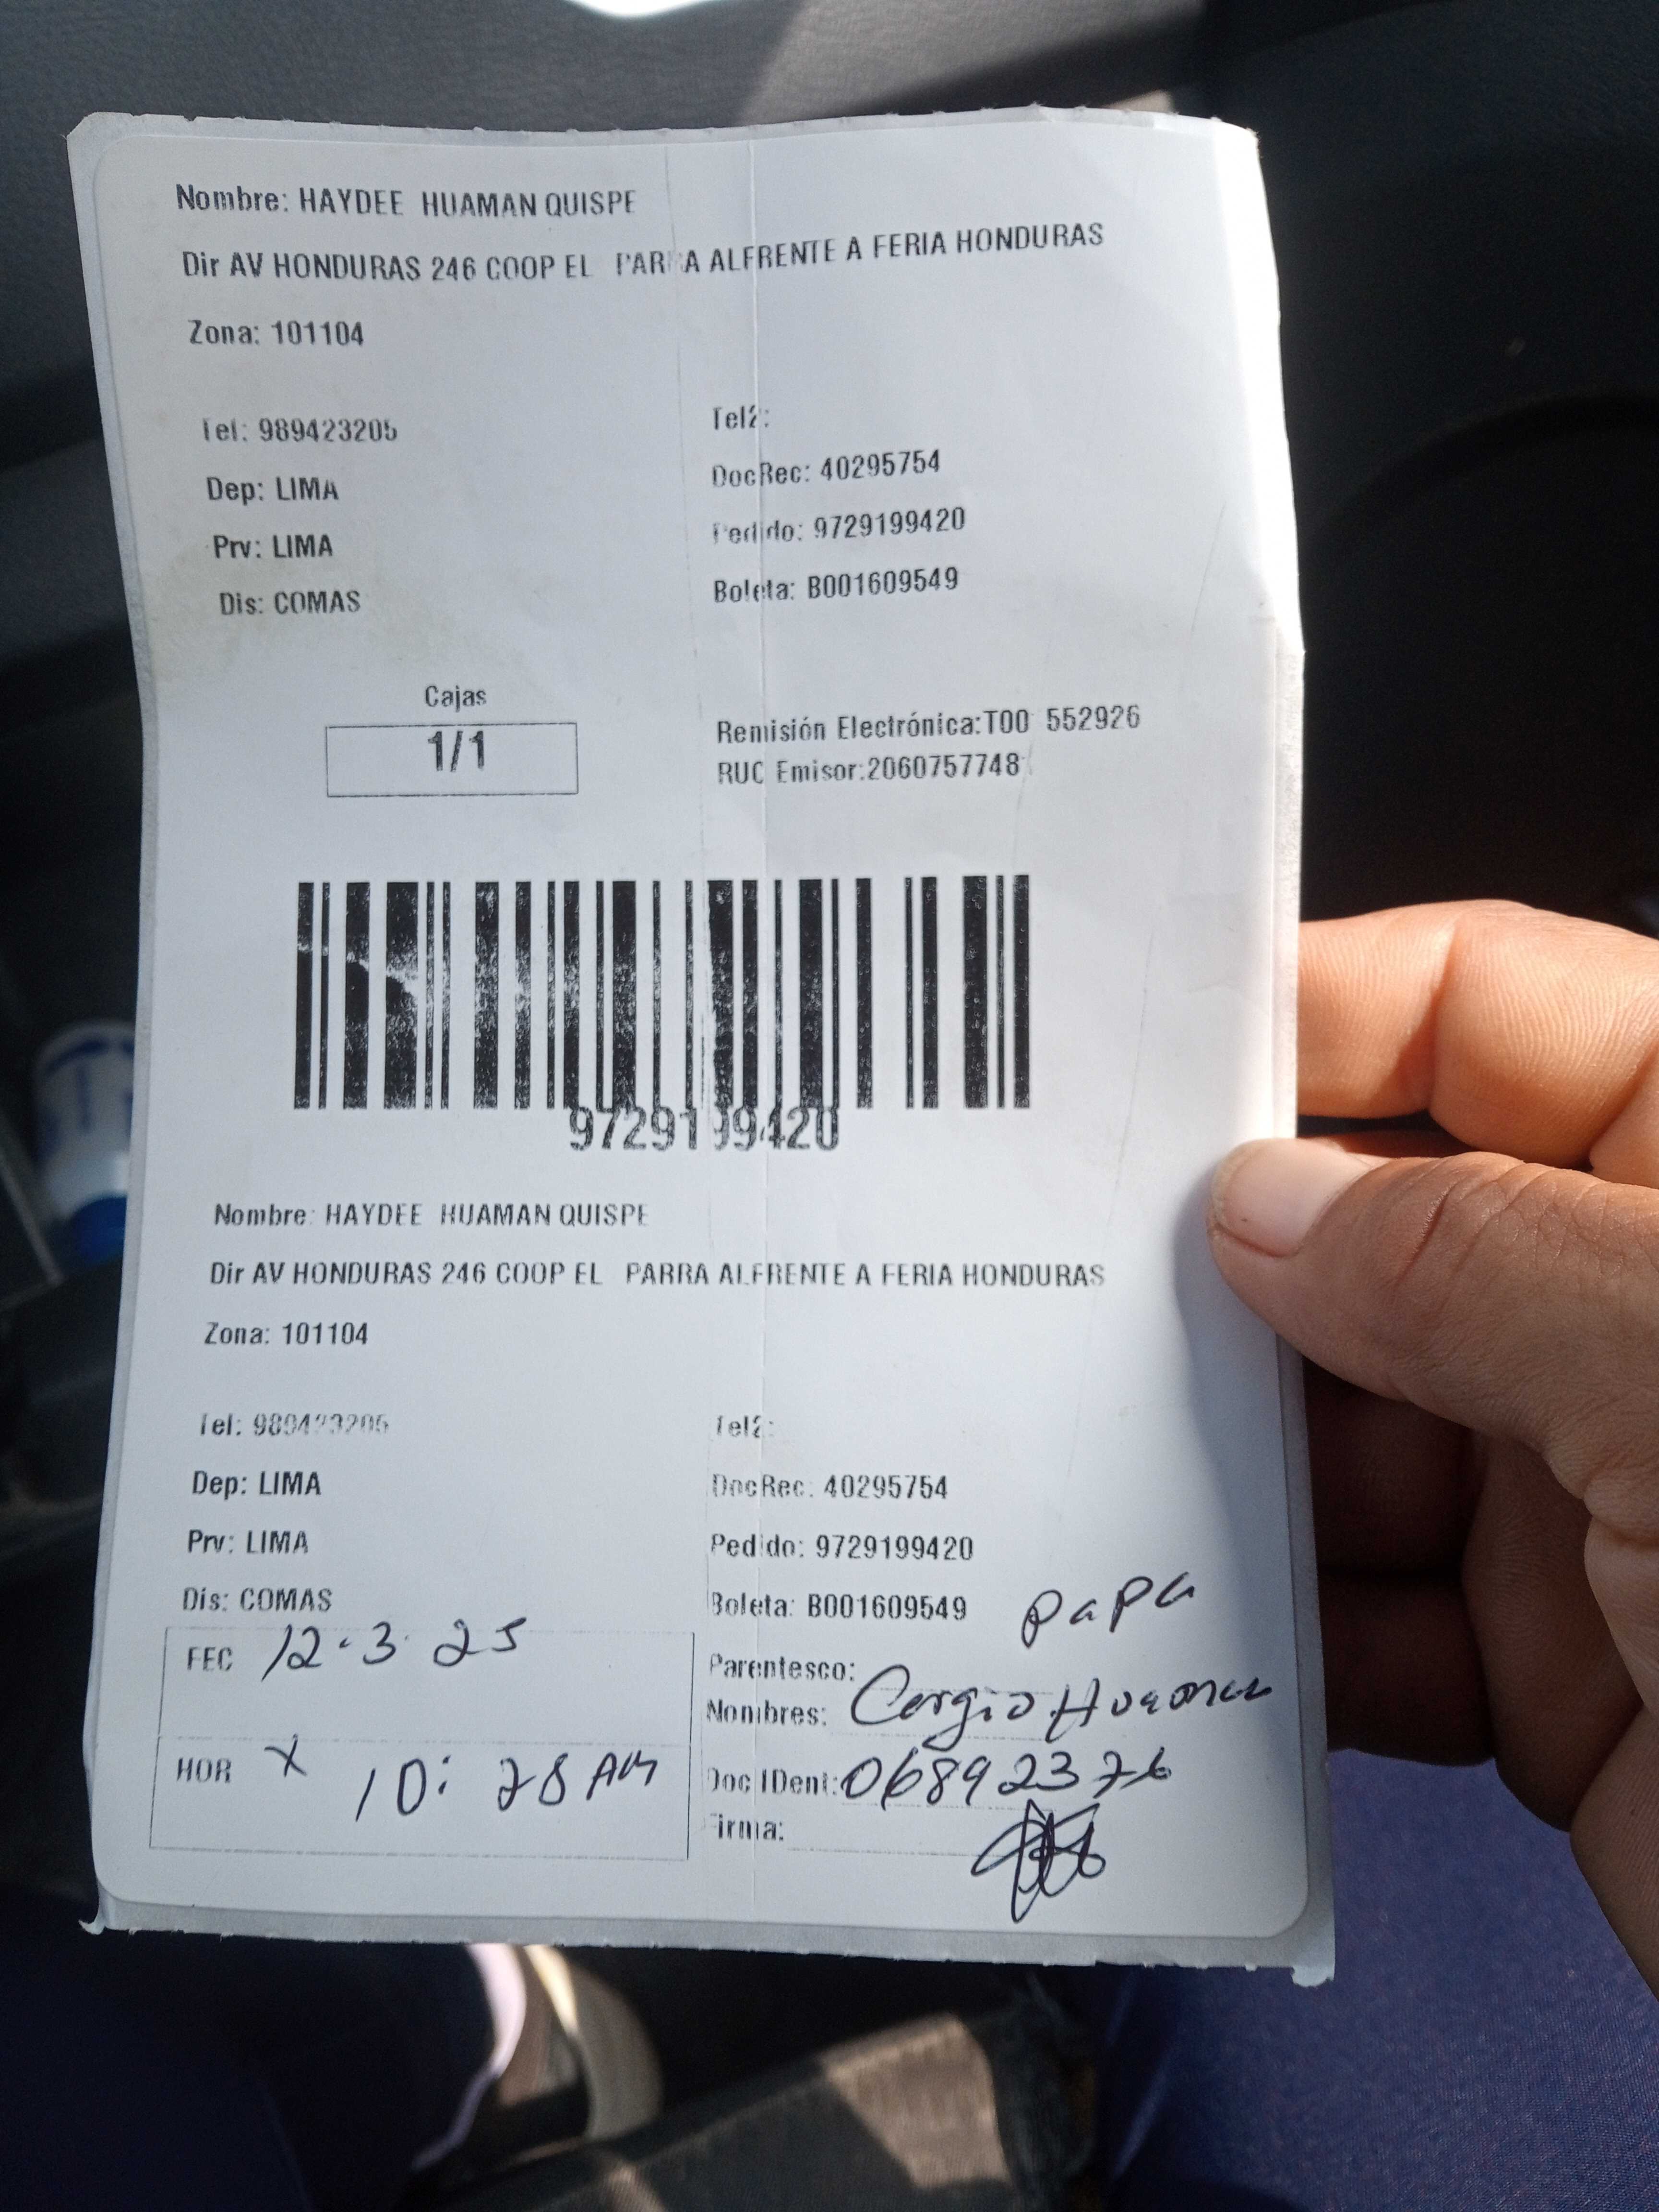 Nombre: HAYDEE HUAMAN QUISPE
Dir AV HONDURAS 246 COOP EL PARRA ALFRENTE A FERIA HONDURAS
Zona: 101104
Tel: 989423205 Tel2:
DocRec: 40295754
Dep: LIMA
Pedido: 9729199420
Prv: LIMA
Boleta: B001609549
Dis: COMAS
Cajas
1/1
Remisión Electrónica:T00 552926
RUC Emisor:2060757748
9729199420
Nombre: HAYDEE HUAMAN QUISPE
Dir AV HONDURAS 246 COOP EL PARRA ALFRENTE A FERIA HONDURAS
Zona: 101104
Tel: 989423205 Tel2:
Dep: LIMA DocRec: 40295754
Prv: LIMA Pedido: 9729199420
Dis: COMAS Boleta: B001609549 papa
FEC 12-3-25 Parentesco:
Nombres: Cergio Huaman
HOR x 10:28 AM Doc IDent: 06892376
Firma: